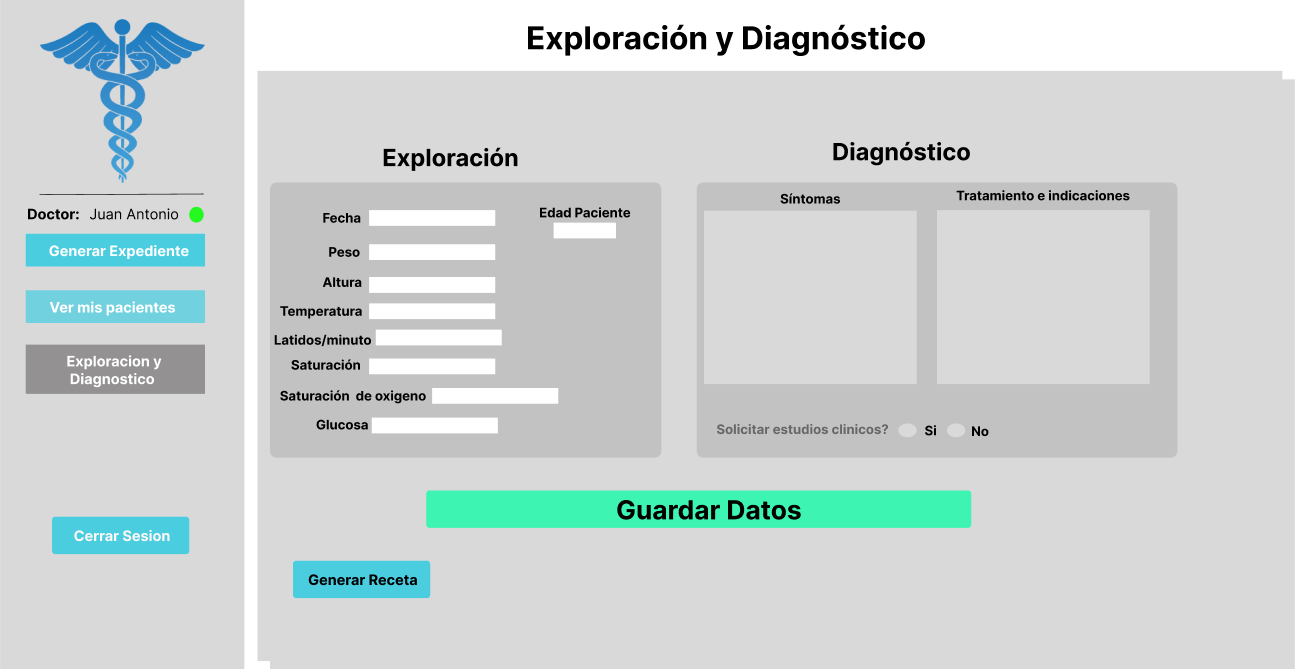 Exploración y Diagnóstico
Doctor: Juan Antonio
Generar Expediente
Ver mis pacientes
Exploracion y
Diagnostico
Cerrar Sesion
Exploración
Fecha
Edad Paciente
Peso
Altura
Temperatura
Latidos/minuto
Saturación
Saturación de oxigeno
Glucosa
Diagnóstico
Síntomas
Tratamiento e indicaciones
Solicitar estudios clinicos? Si No
Guardar Datos
Generar Receta